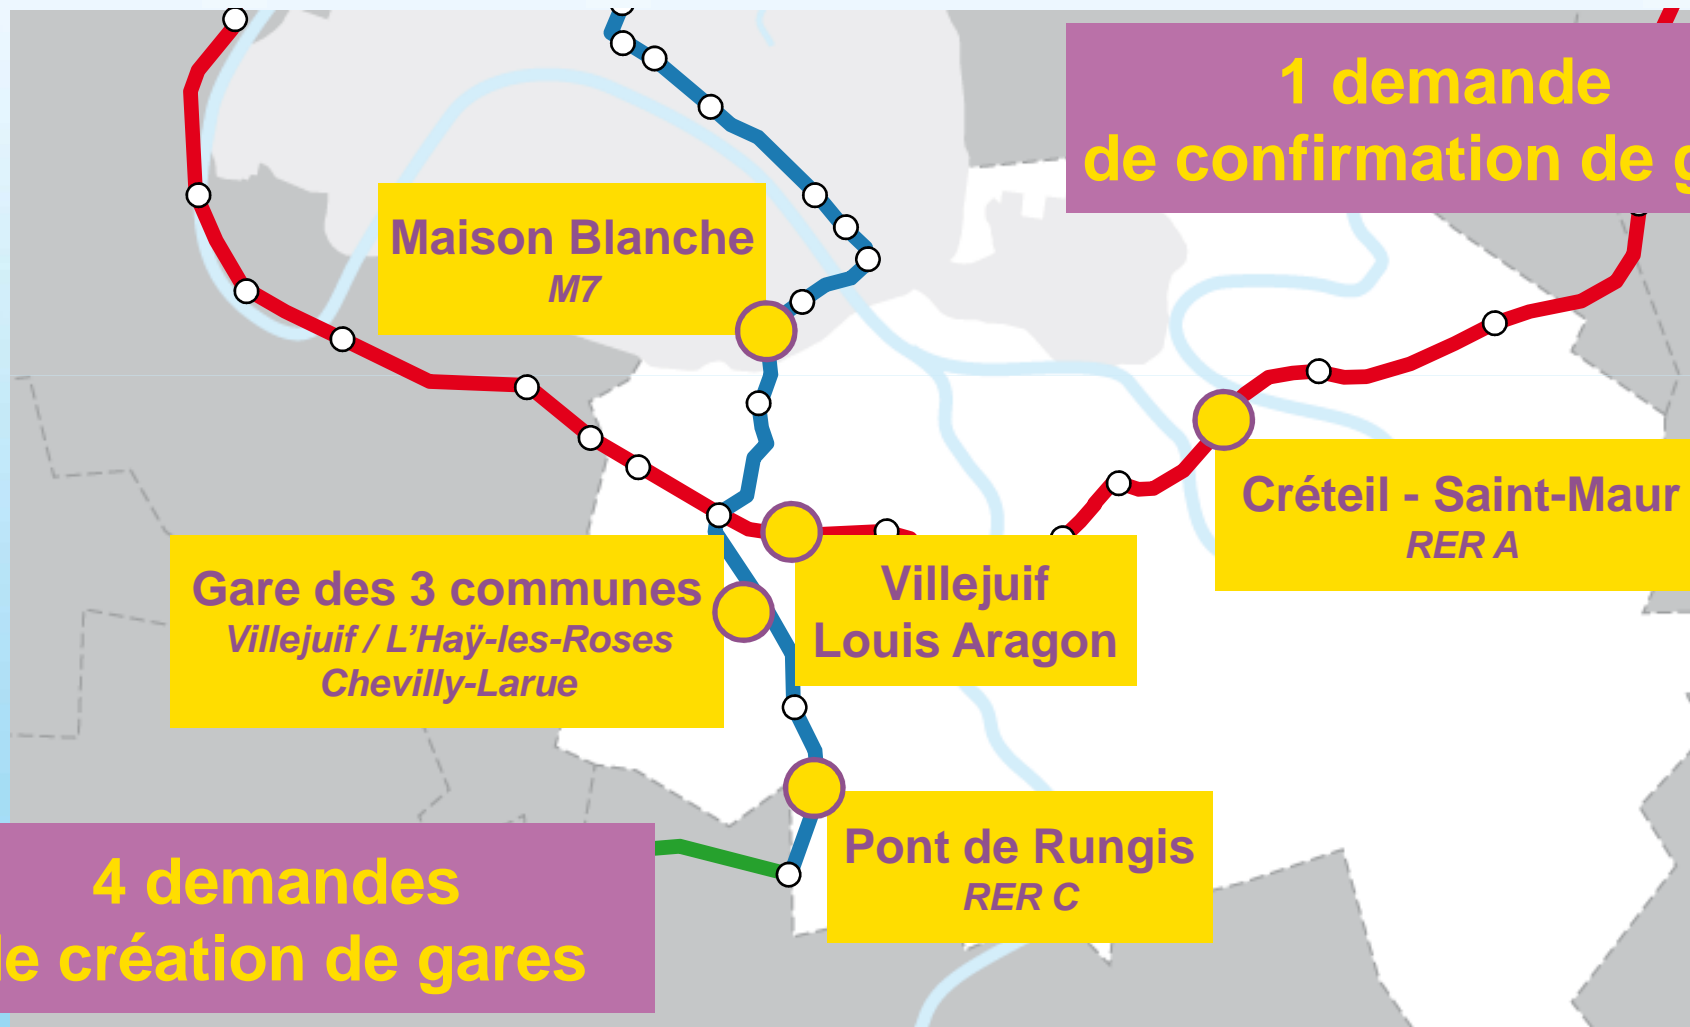 1 demande
de confirmation de
Maison Blanche
M7
Créteil - Saint-Maur
RER A
Gare des 3 communes
Villejuif / L'Haÿ-les-Roses
Chevilly-Larue
Villejuif
Louis Aragon
Pont de Rungis
RER C
4 demandes
création de gares